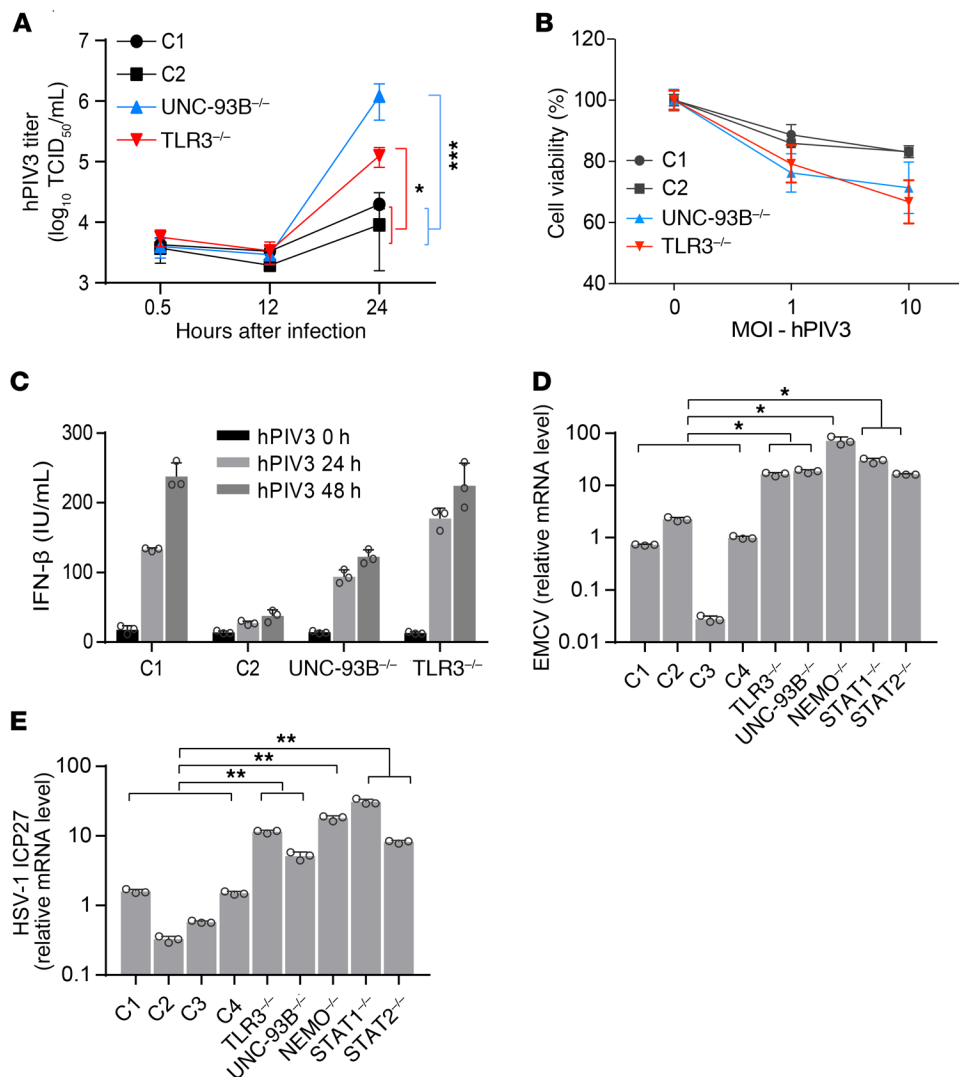 A
C1
C2
UNC-93B–/–
TLR3–/–
hPIV3 titer
(log10 TCID50/mL)
7
6
5
4
3
0.5
12
24
Hours after infection
*
***
B
Cell viability (%)
120
100
80
60
40
C1
C2
UNC-93B–/–
TLR3–/–
0
1
10
MOI - hPIV3
C
IFN-β (IU/mL)
300
200
100
0
hPIV3 0 h
hPIV3 24 h
hPIV3 48 h
C1
C2
UNC-93B–/–
TLR3–/–
D
EMCV (relative mRNA level)
100
10
1
0.1
0.01
*
*
*
C1
C2
C3
C4
TLR3–/–
UNC-93B–/–
NEMO–/–
STAT1–/–
STAT2–/–
E
HSV-1 ICP27
(relative mRNA level)
100
10
1
0.1
**
**
**
C1
C2
C3
C4
TLR3–/–
UNC-93B–/–
NEMO–/–
STAT1–/–
STAT2–/–